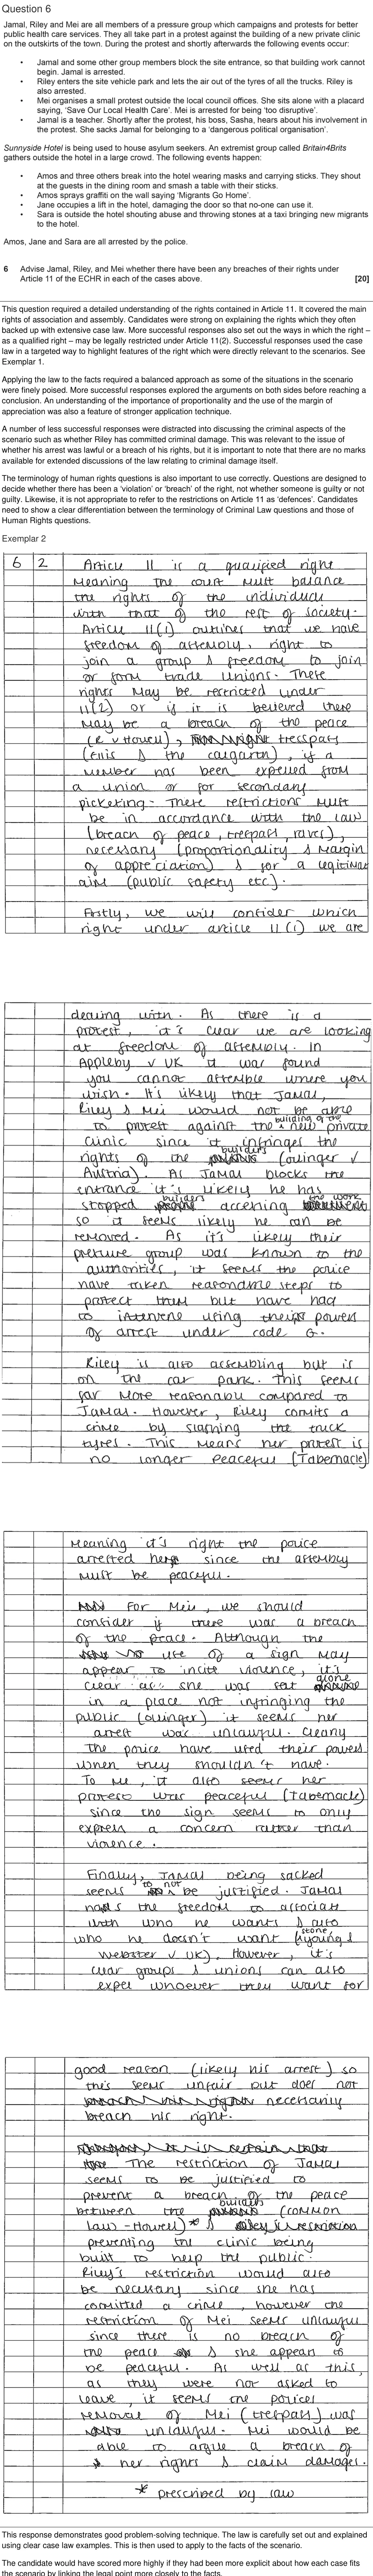 Question 6
Jamal, Riley and Mei are all members of a pressure group which campaigns and protests for better
public health care services. They all take part in a protest against the building of a new private clinic
on the outskirts of the town. During the protest and shortly afterwards the following events occur:
• Jamal and some other group members block the site entrance, so that building work cannot
begin. Jamal is arrested.
• Riley enters the site vehicle park and lets the air out of the tyres of all the trucks. Riley is
also arrested.
• Mei organises a small protest outside the local council offices. She sits alone with a placard
saying, 'Save Our Local Health Care'. Mei is arrested for being 'too disruptive'.
• Jamal is a teacher. Shortly after the protest, his boss, Sasha, hears about his involvement in
the protest. She sacks Jamal for belonging to a 'dangerous political organisation'.
Sunnyside Hotel is being used to house asylum seekers. An extremist group called Britain4Brits
gathers outside the hotel in a large crowd. The following events happen:
• Amos and three others break into the hotel wearing masks and carrying sticks. They shout
at the guests in the dining room and smash a table with their sticks.
• Amos sprays graffiti on the wall saying 'Migrants Go Home'.
• Jane occupies a lift in the hotel, damaging the door so that no-one can use it.
• Sara is outside the hotel shouting abuse and throwing stones at a taxi bringing new migrants
to the hotel.
Amos, Jane and Sara are all arrested by the police.
6 Advise Jamal, Riley, and Mei whether there have been any breaches of their rights under
Article 11 of the ECHR in each of the cases above. [20]
This question required a detailed understanding of the rights contained in Article 11. It covered the main
rights of association and assembly. Candidates were strong on explaining the rights which they often
backed up with extensive case law. More successful responses also set out the ways in which the right –
as a qualified right – may be legally restricted under Article 11(2). Successful responses used the case
law in a targeted way to highlight features of the right which were directly relevant to the scenarios. See
Exemplar 1.
Applying the law to the facts required a balanced approach as some of the situations in the scenario
were finely poised. More successful responses explored the arguments on both sides before reaching a
conclusion. An understanding of the importance of proportionality and the use of the margin of
appreciation was also a feature of stronger application technique.
A number of less successful responses were distracted into discussing the criminal aspects of the
scenario such as whether Riley has committed criminal damage. This was relevant to the issue of
whether his arrest was lawful or a breach of his rights, but it is important to note that there are no marks
available for extended discussions of the law relating to criminal damage itself.
The terminology of human rights questions is also important to use correctly. Questions are designed to
decide whether there has been a 'violation' or 'breach' of the right, not whether someone is guilty or not
guilty. Likewise, it is not appropriate to refer to the restrictions on Article 11 as 'defences'. Candidates
need to show a clear differentiation between the terminology of Criminal Law questions and those of
Human Rights questions.
Exemplar 2
6 2 Article 11 is a qualified right
meaning the court must balance
the rights of the individual
with that of the rest of society.
Article 11(1) outlines that we have
freedom of assembly, right to
join a group & freedom to join
or form trade unions. These
rights may be restricted under
11(2) or if it is believed there
may be a breach of the peace
(R v Howell), tresspass
(Ellis & the cairgarth), if a
member has been expelled from
a union or for secondary
picketing. These restrictions must
be in accordance with the law
(breach of peace, trespass, raves),
necessary (proportionality & margin
of appreciation) & for a legitimate
aim (public safety etc).
Firstly, we will consider which
right under article 11(1) we are
dealing with. As there is a
protest, it's clear we are looking
at freedom of assembly. In
Appleby v UK it was found
you cannot assemble where you
wish. It's likely that Jamal,
Riley & Mei would not be able
to protest against the building of the new private
clinic since it infringes the
rights of the builders (Ollinger v
Austria). As Jamal blocks the
entrance it's likely he has
stopped builders accessing the work
so it seems likely he can be
removed. As it's likely their
pressure group was known to the
authorities, it seems the police
have taken reasonable steps to
protect them but have had
to intervene using their powers
of arrest under code G.
Riley is also assembling but is
on the car park. This seems
far more reasonable compared to
Jamal. However, Riley comits a
crime by slashing the truck
tyres. This means her protest is
no longer peaceful (Tabernacle)
meaning it's right the police
arrested her since the assembly
must be peaceful.
For Mei, we should
consider if there was a breach
of the peace. Although the
use of a sign may
appear to incite violence, it's
clear as she was sat alone
in a place not infringing the
public (Ollinger) it seems her
arrest was unlawful. Cleany
the police have used their powers
when they shouldn't have.
To me, it also seems her
protest was peaceful (Tabernacle)
since the sign seems to only
express a concern rather than
violence.
Finally, Jamal being sacked
seems to not be justified. Jamal
has the freedom to associate
with who he wants & also
who he doesn't want (Young &
Webster v UK). However, it's
clear groups & unions can also
expel whoever they want for
good reason (likely his arrest) so
this seems unfair but does not
necessarily
breach his right.
The restriction of Jamal
seems to be justified to
prevent a breach of the peace
between the builders (common
law - Howell)* &
preventing the clinic being
built to help the public.
Riley's restriction would also
be necessary since she has
comitted a crime, however the
restriction of Mei seems unlawful
since there is no breach of
the peace & she appears to
be peaceful. As well as this,
as they were not asked to
leave, it seems the polices
removal of Mei (trespass) was
unlawful. Mei would be
able to argue a breach of
her rights & claim damages.
* prescribed by law
This response demonstrates good problem-solving technique. The law is carefully set out and explained
using clear case law examples. This is then used to apply to the facts of the scenario.
The candidate would have scored more highly if they had been more explicit about how each case fits
the scenario by linking the legal point more closely to the facts.